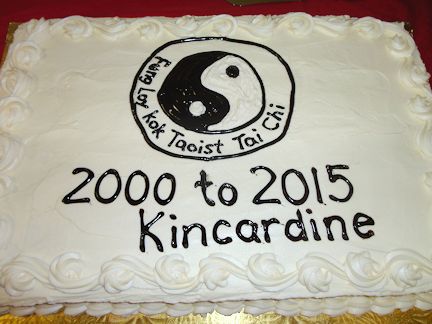 Fung Loy Kok Taoist Tai Chi
2000 to 2015
Kincardine